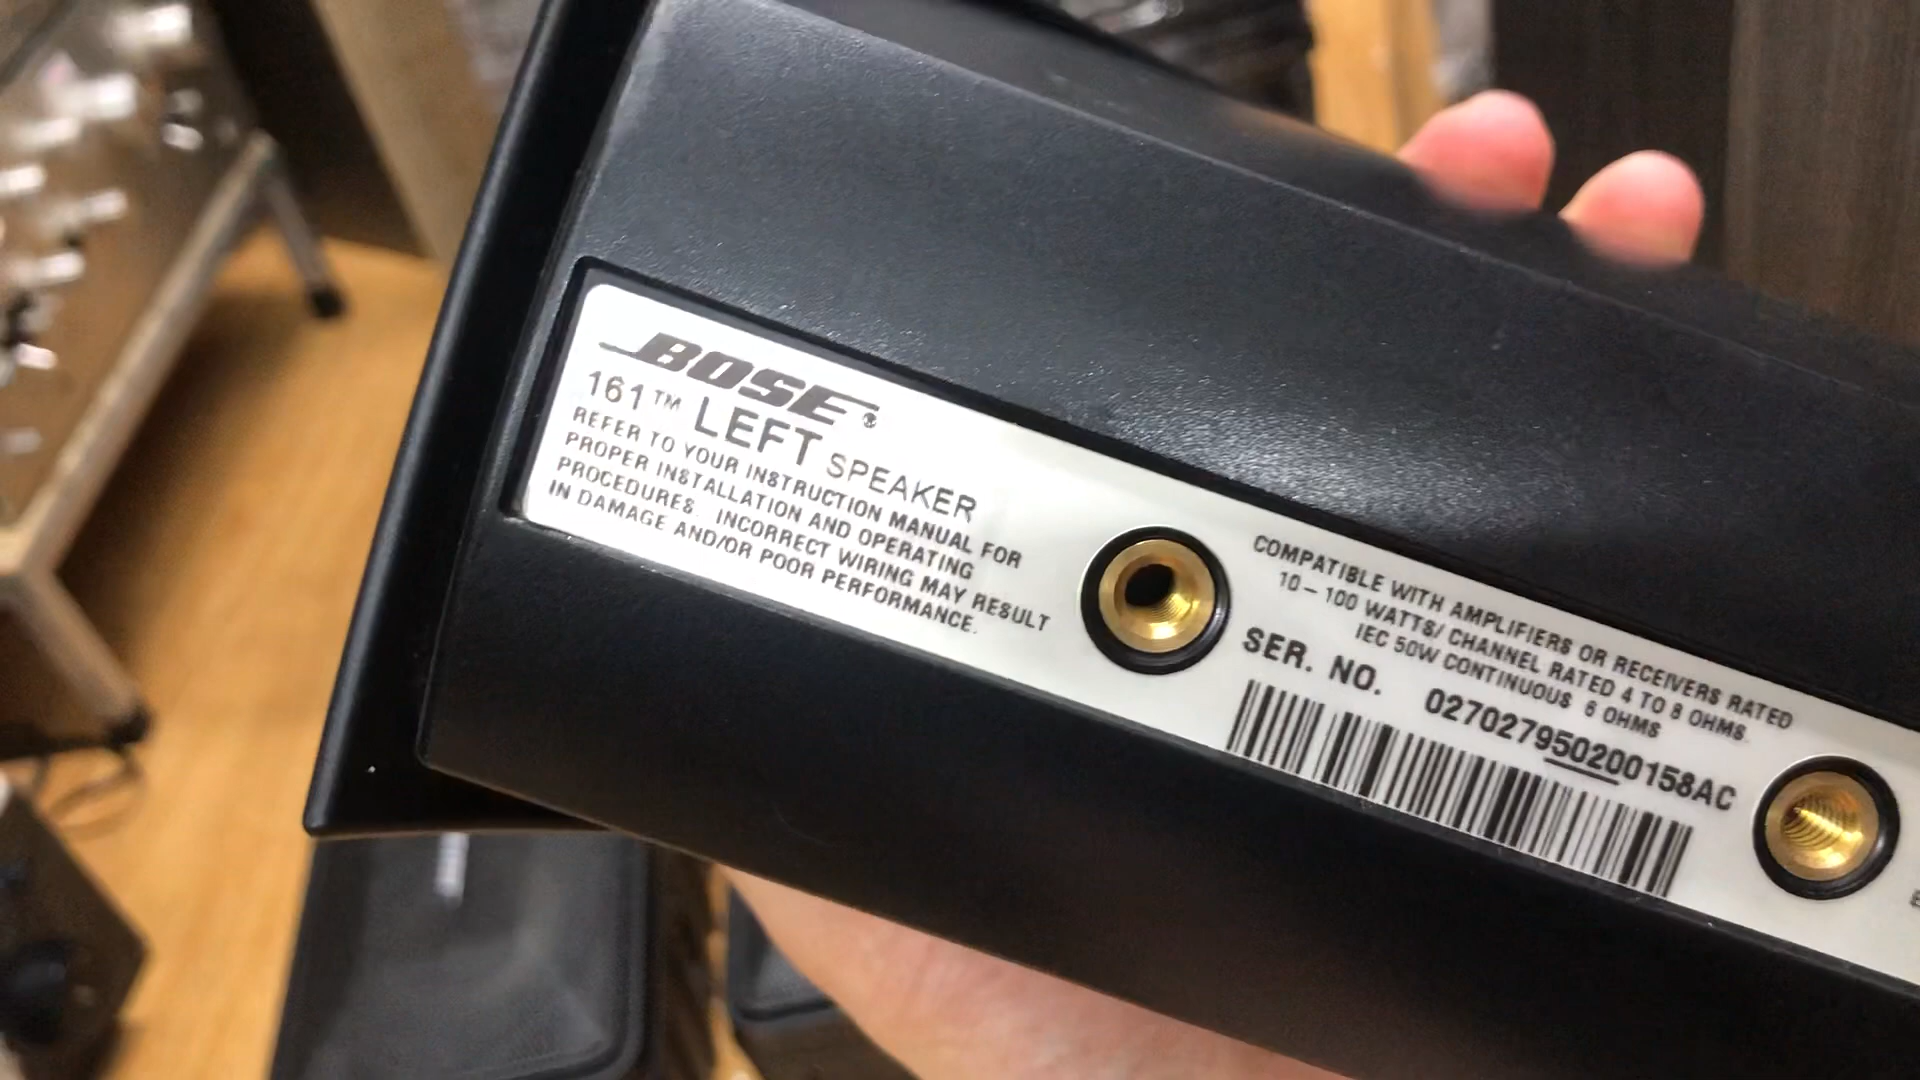 BOSE®
161™ LEFT SPEAKER
REFER TO YOUR INSTRUCTION MANUAL FOR
PROPER INSTALLATION AND OPERATING
PROCEDURES. INCORRECT WIRING MAY RESULT
IN DAMAGE AND/OR POOR PERFORMANCE.
COMPATIBLE WITH AMPLIFIERS OR RECEIVERS RATED
10-100 WATTS/ CHANNEL RATED 4 TO 8 OHMS.
IEC 50W CONTINUOUS 6 OHMS
SER. NO. 027027950200158AC